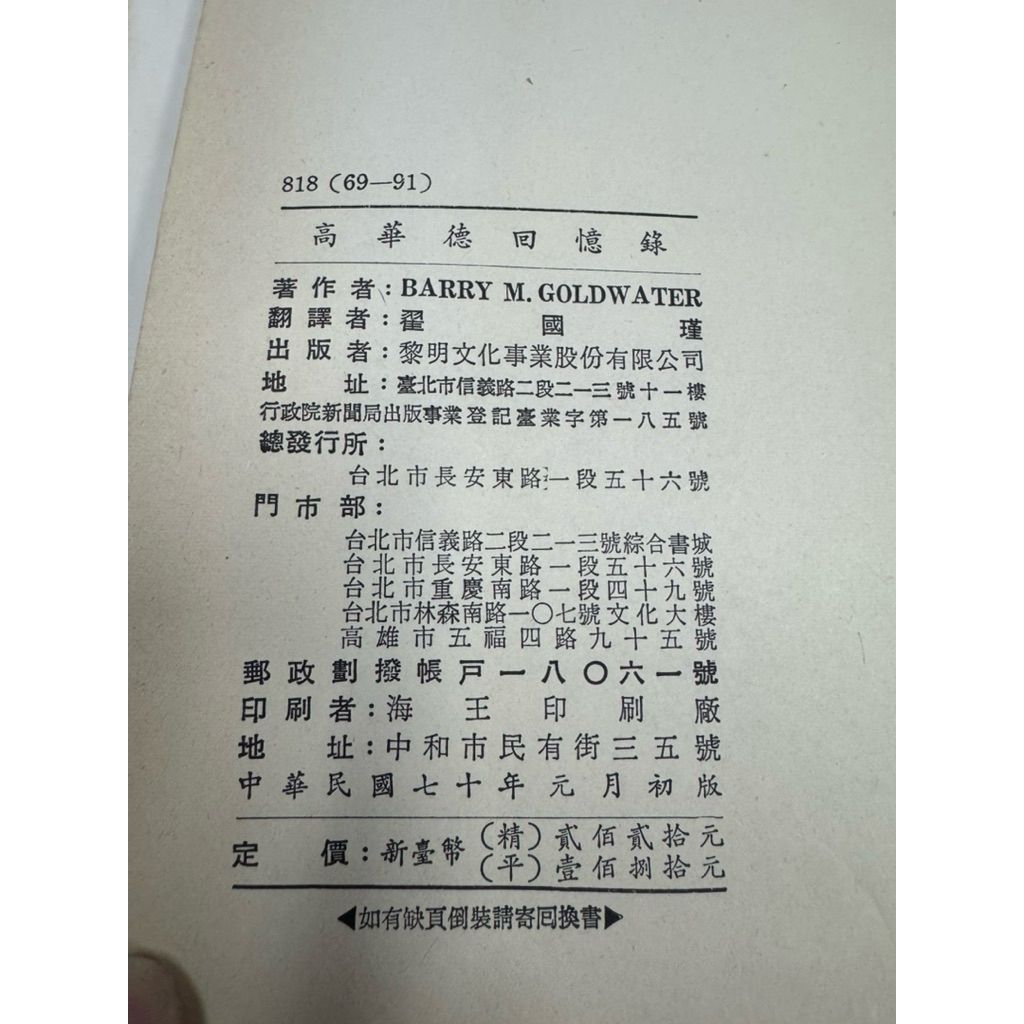 818 (69—91)
高華德回憶錄
著作者：BARRY M. GOLDWATER
翻譯者：翟國瑾
出版者：黎明文化事業股份有限公司
地址：臺北市信義路二段二一三號十一樓
行政院新聞局出版事業登記臺業字第一八五號
總發行所：
台北市長安東路一段五十六號
門市部：
台北市信義路二段二一三號綜合書城
台北市長安東路一段五十六號
台北市重慶南路一段四十九號
台北市林森南路一〇七號文化大樓
高雄市五福四路九十五號
郵政劃撥帳戶一八〇六一號
印刷者：海王印刷廠
地址：中和市民有街三五號
中華民國七十年元月初版
定價：新臺幣（精）貳佰貳拾元
（平）壹佰捌拾元
◀如有缺頁倒裝請寄回換書▶